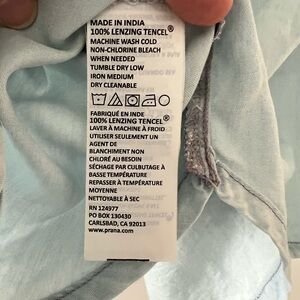 MADE IN INDIA
100% LENZING TENCEL®
MACHINE WASH COLD
NON-CHLORINE BLEACH
WHEN NEEDED
TUMBLE DRY LOW
IRON MEDIUM
DRY CLEANABLE
FABRIQUÉ EN INDE
100% LENZING TENCEL®
LAVER À MACHINE À FROID
UTILISER SEULEMENT UN
AGENT DE
BLANCHIMENT NON
CHLORÉ AU BESOIN
SÉCHAGE PAR CULBUTAGE À
BASSE TEMPÉRATURE
REPASSER À TEMPÉRATURE
MOYENNE
NETTOYABLE À SEC
RN 124977
PO BOX 130430
CARLSBAD, CA 92013
www.prana.com